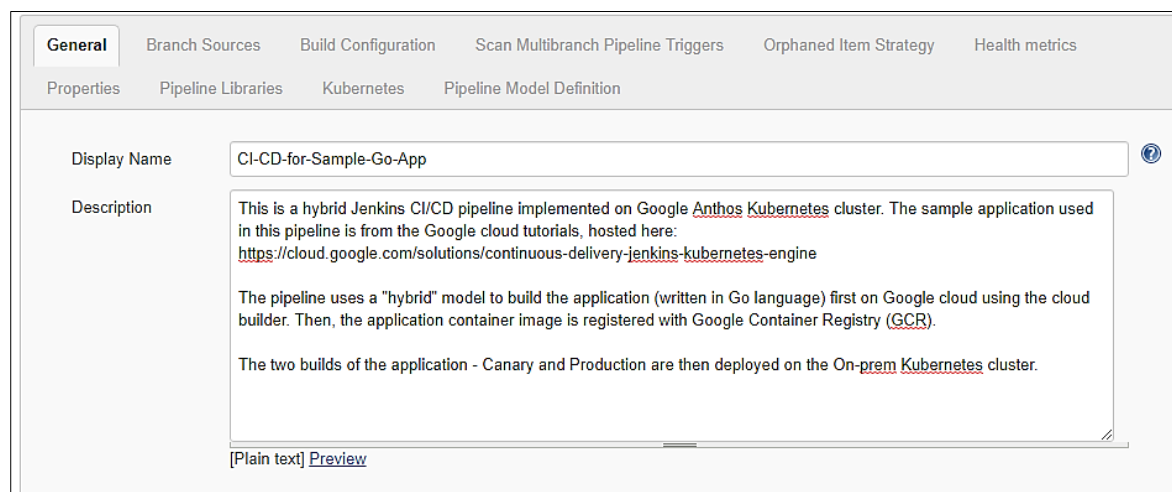 General Branch Sources Build Configuration Scan Multibranch Pipeline Triggers Orphaned Item Strategy Health metrics
Properties Pipeline Libraries Kubernetes Pipeline Model Definition
Display Name CI-CD-for-Sample-Go-App
Description
This is a hybrid Jenkins CI/CD pipeline implemented on Google Anthos Kubernetes cluster. The sample application used
in this pipeline is from the Google cloud tutorials, hosted here:
https://cloud.google.com/solutions/continuous-delivery-jenkins-kubernetes-engine
The pipeline uses a "hybrid" model to build the application (written in Go language) first on Google cloud using the cloud
builder. Then, the application container image is registered with Google Container Registry (GCR).
The two builds of the application - Canary and Production are then deployed on the On-prem Kubernetes cluster.
[Plain text] Preview